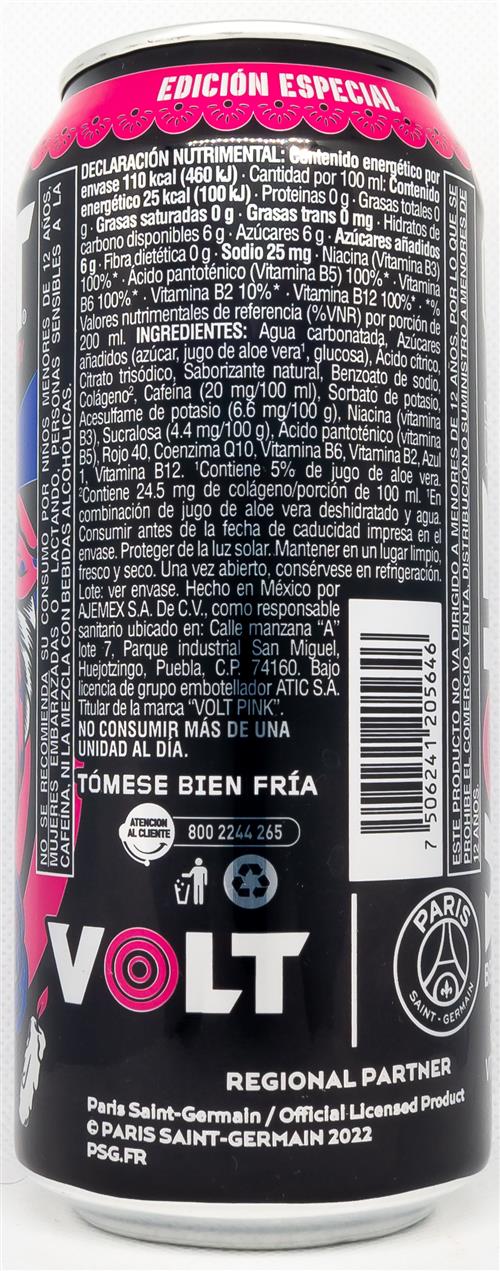 EDICIÓN ESPECIAL
DECLARACIÓN NUTRIMENTAL: Contenido energético por
envase 110 kcal (460 kJ) · Cantidad por 100 ml: Contenido
energético 25 kcal (100 kJ) · Proteínas 0 g · Grasas totales 0
g · Grasas saturadas 0 g · Grasas trans 0 mg · Hidratos de
carbono disponibles 6 g · Azúcares 6 g · Azúcares añadidos
6 g · Fibra dietética 0 g · Sodio 25 mg · Niacina (Vitamina B3)
100%* · Ácido pantoténico (Vitamina B5) 100%* · Vitamina
B6 100%* · Vitamina B2 10%* · Vitamina B12 100%* . *%
Valores nutrimentales de referencia (%VNR) por porción de
200 ml. INGREDIENTES: Agua carbonatada, Azúcares
añadidos (azúcar, jugo de aloe vera¹, glucosa), Ácido cítrico,
Citrato trisódico, Saborizante natural, Benzoato de sodio,
Colágeno², Cafeína (20 mg/100 ml), Sorbato de potasio,
Acesulfame de potasio (6.6 mg/100 g), Niacina (vitamina
B3), Sucralosa (4.4 mg/100 g), Ácido pantoténico (vitamina
B5), Rojo 40, Coenzima Q10, Vitamina B6, Vitamina B2, Azul
1, Vitamina B12. ¹Contiene 5% de jugo de aloe vera.
²Contiene 24.5 mg de colágeno/porción de 100 ml. ¹En
combinación de jugo de aloe vera deshidratado y agua.
Consumir antes de la fecha de caducidad impresa en el
envase. Proteger de la luz solar. Mantener en un lugar limpio,
fresco y seco. Una vez abierto, consérvese en refrigeración.
Lote: ver envase. Hecho en México por
AJEMEX S.A. De C.V., como responsable
sanitario ubicado en: Calle manzana "A"
lote 7, Parque industrial San Miguel,
Huejotzingo, Puebla, C.P. 74160. Bajo
licencia de grupo embotellador ATIC S.A.
Titular de la marca "VOLT PINK".
NO CONSUMIR MÁS DE UNA
UNIDAD AL DÍA.
TÓMESE BIEN FRÍA
NO SE RECOMIENDA SU CONSUMO EN NIÑOS MENORES DE 12 AÑOS,
MUJERES EMBARAZADAS O LACTANDO, PERSONAS SENSIBLES A LA
CAFEÍNA, NI LA MEZCLA CON BEBIDAS ALCOHÓLICAS.
ESTE PRODUCTO NO VA DIRIGIDO A MENORES DE 12 AÑOS, POR LO QUE SE
PROHIBE EL COMERCIO, VENTA, DISTRIBUCIÓN O SUMINISTRO A MENORES DE
12 AÑOS.
7 506241 205646
ATENCIÓN
AL CLIENTE
800 2244 265
VOLT
PARIS
SAINT-GERMAIN
REGIONAL PARTNER
Paris Saint-Germain / Official Licensed Product
© PARIS SAINT-GERMAIN 2022
PSG.FR